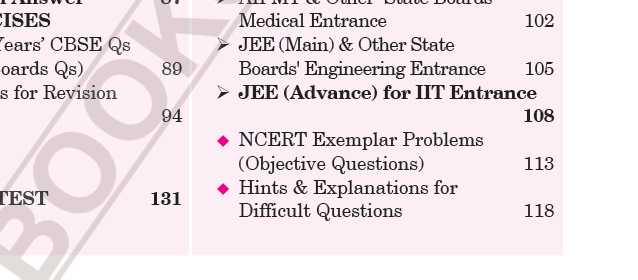 t Answer 87
CISES
Years' CBSE Qs
oards Qs) 89
s for Revision
94
TEST 131
➢ All PMT & Other State Boards'
Medical Entrance 102
➢ JEE (Main) & Other State
Boards' Engineering Entrance 105
➢ JEE (Advance) for IIT Entrance
108
◆ NCERT Exemplar Problems
(Objective Questions) 113
◆ Hints & Explanations for
Difficult Questions 118
BOOK